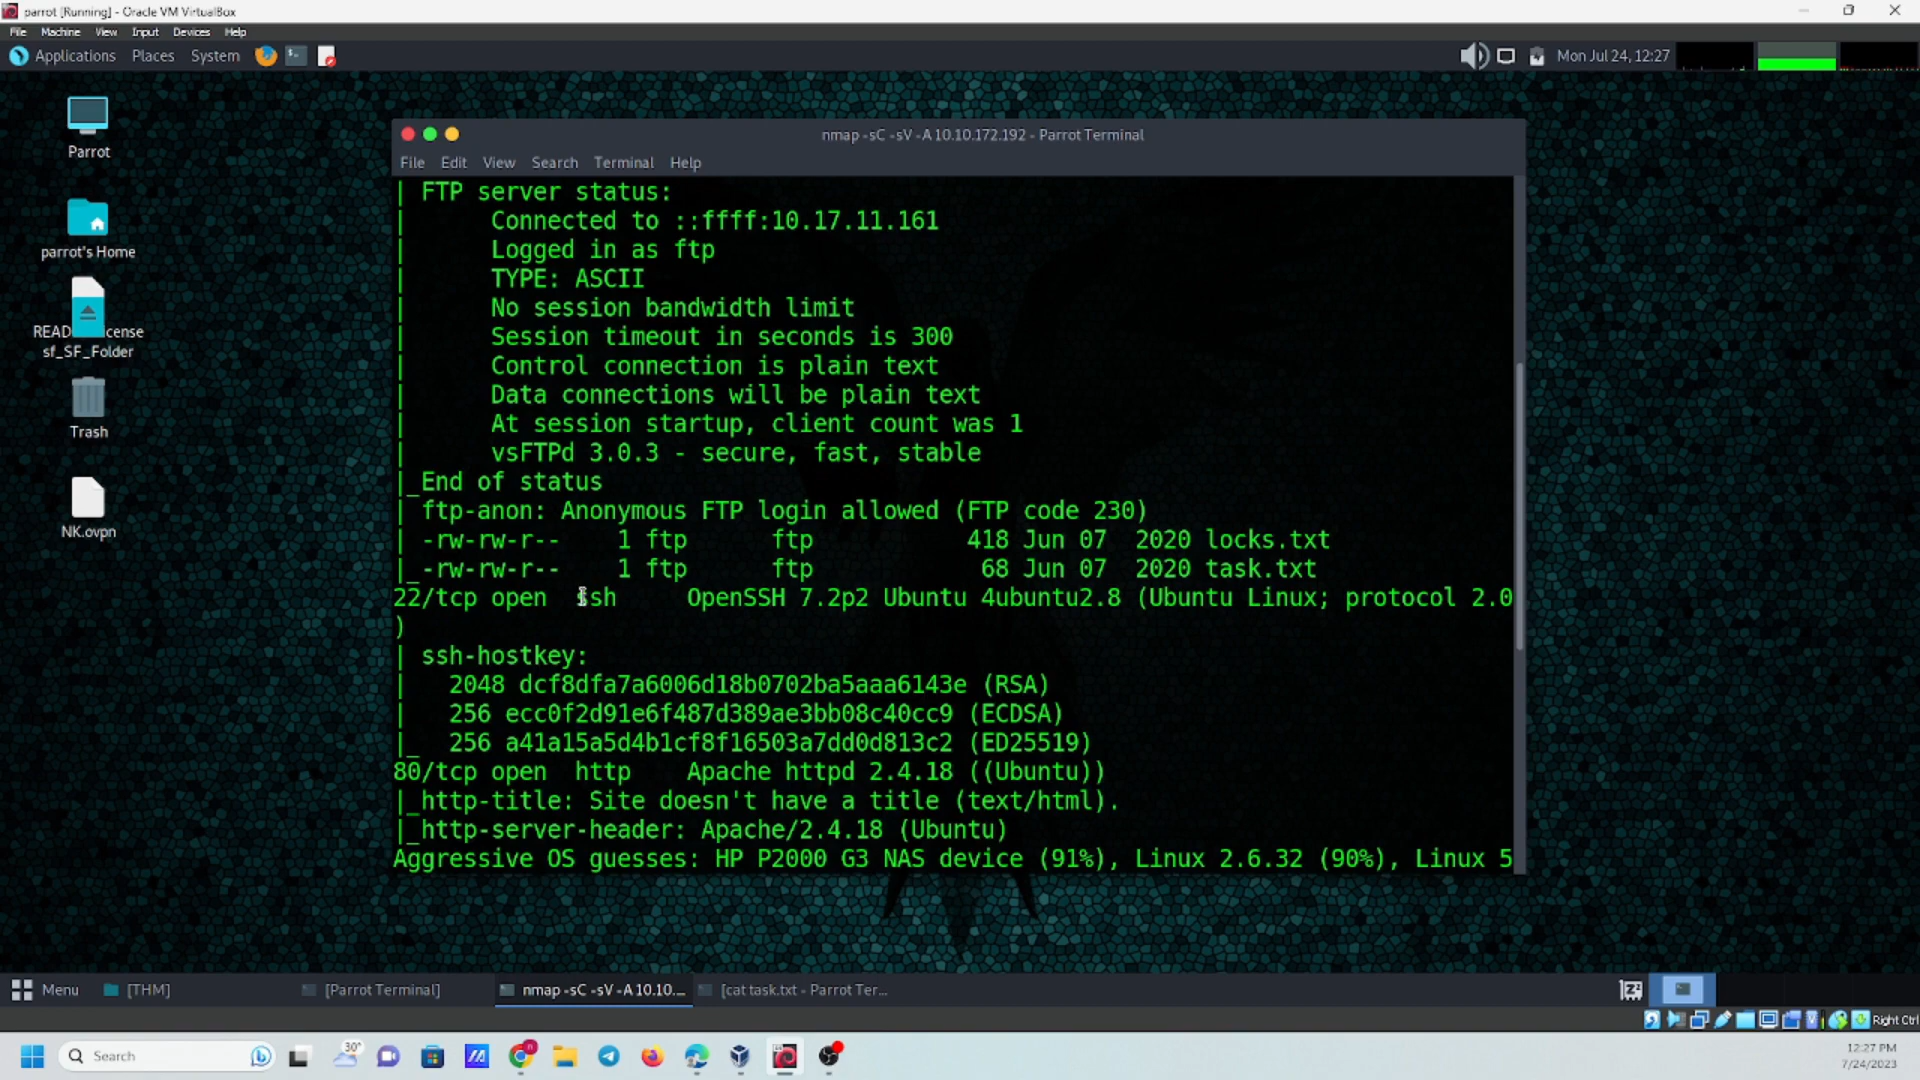 parrot [Running] - Oracle VM VirtualBox
File Machine View Input Devices Help
Applications Places System
Mon Jul 24, 12:27
Parrot
parrot's Home
READ cense
sf_SF_Folder
Trash
NK.ovpn
nmap -sC -sV -A 10.10.172.192 - Parrot Terminal
File Edit View Search Terminal Help
| FTP server status:
| Connected to ::ffff:10.17.11.161
| Logged in as ftp
| TYPE: ASCII
| No session bandwidth limit
| Session timeout in seconds is 300
| Control connection is plain text
| Data connections will be plain text
| At session startup, client count was 1
| vsFTPd 3.0.3 - secure, fast, stable
|_End of status
| ftp-anon: Anonymous FTP login allowed (FTP code 230)
| -rw-rw-r-- 1 ftp ftp 418 Jun 07 2020 locks.txt
|_-rw-rw-r-- 1 ftp ftp 68 Jun 07 2020 task.txt
22/tcp open ssh OpenSSH 7.2p2 Ubuntu 4ubuntu2.8 (Ubuntu Linux; protocol 2.0
)
| ssh-hostkey:
| 2048 dcf8dfa7a6006d18b0702ba5aaa6143e (RSA)
| 256 ecc0f2d91e6f487d389ae3bb08c40cc9 (ECDSA)
|_ 256 a41a15a5d4b1cf8f16503a7dd0d813c2 (ED25519)
80/tcp open http Apache httpd 2.4.18 ((Ubuntu))
|_http-title: Site doesn't have a title (text/html).
|_http-server-header: Apache/2.4.18 (Ubuntu)
Aggressive OS guesses: HP P2000 G3 NAS device (91%), Linux 2.6.32 (90%), Linux 5
Menu [THM] [Parrot Terminal] nmap -sC -sV -A 10.10.... [cat task.txt - Parrot Ter...
Right Ctrl
Search 30°
12:27 PM
7/24/2023